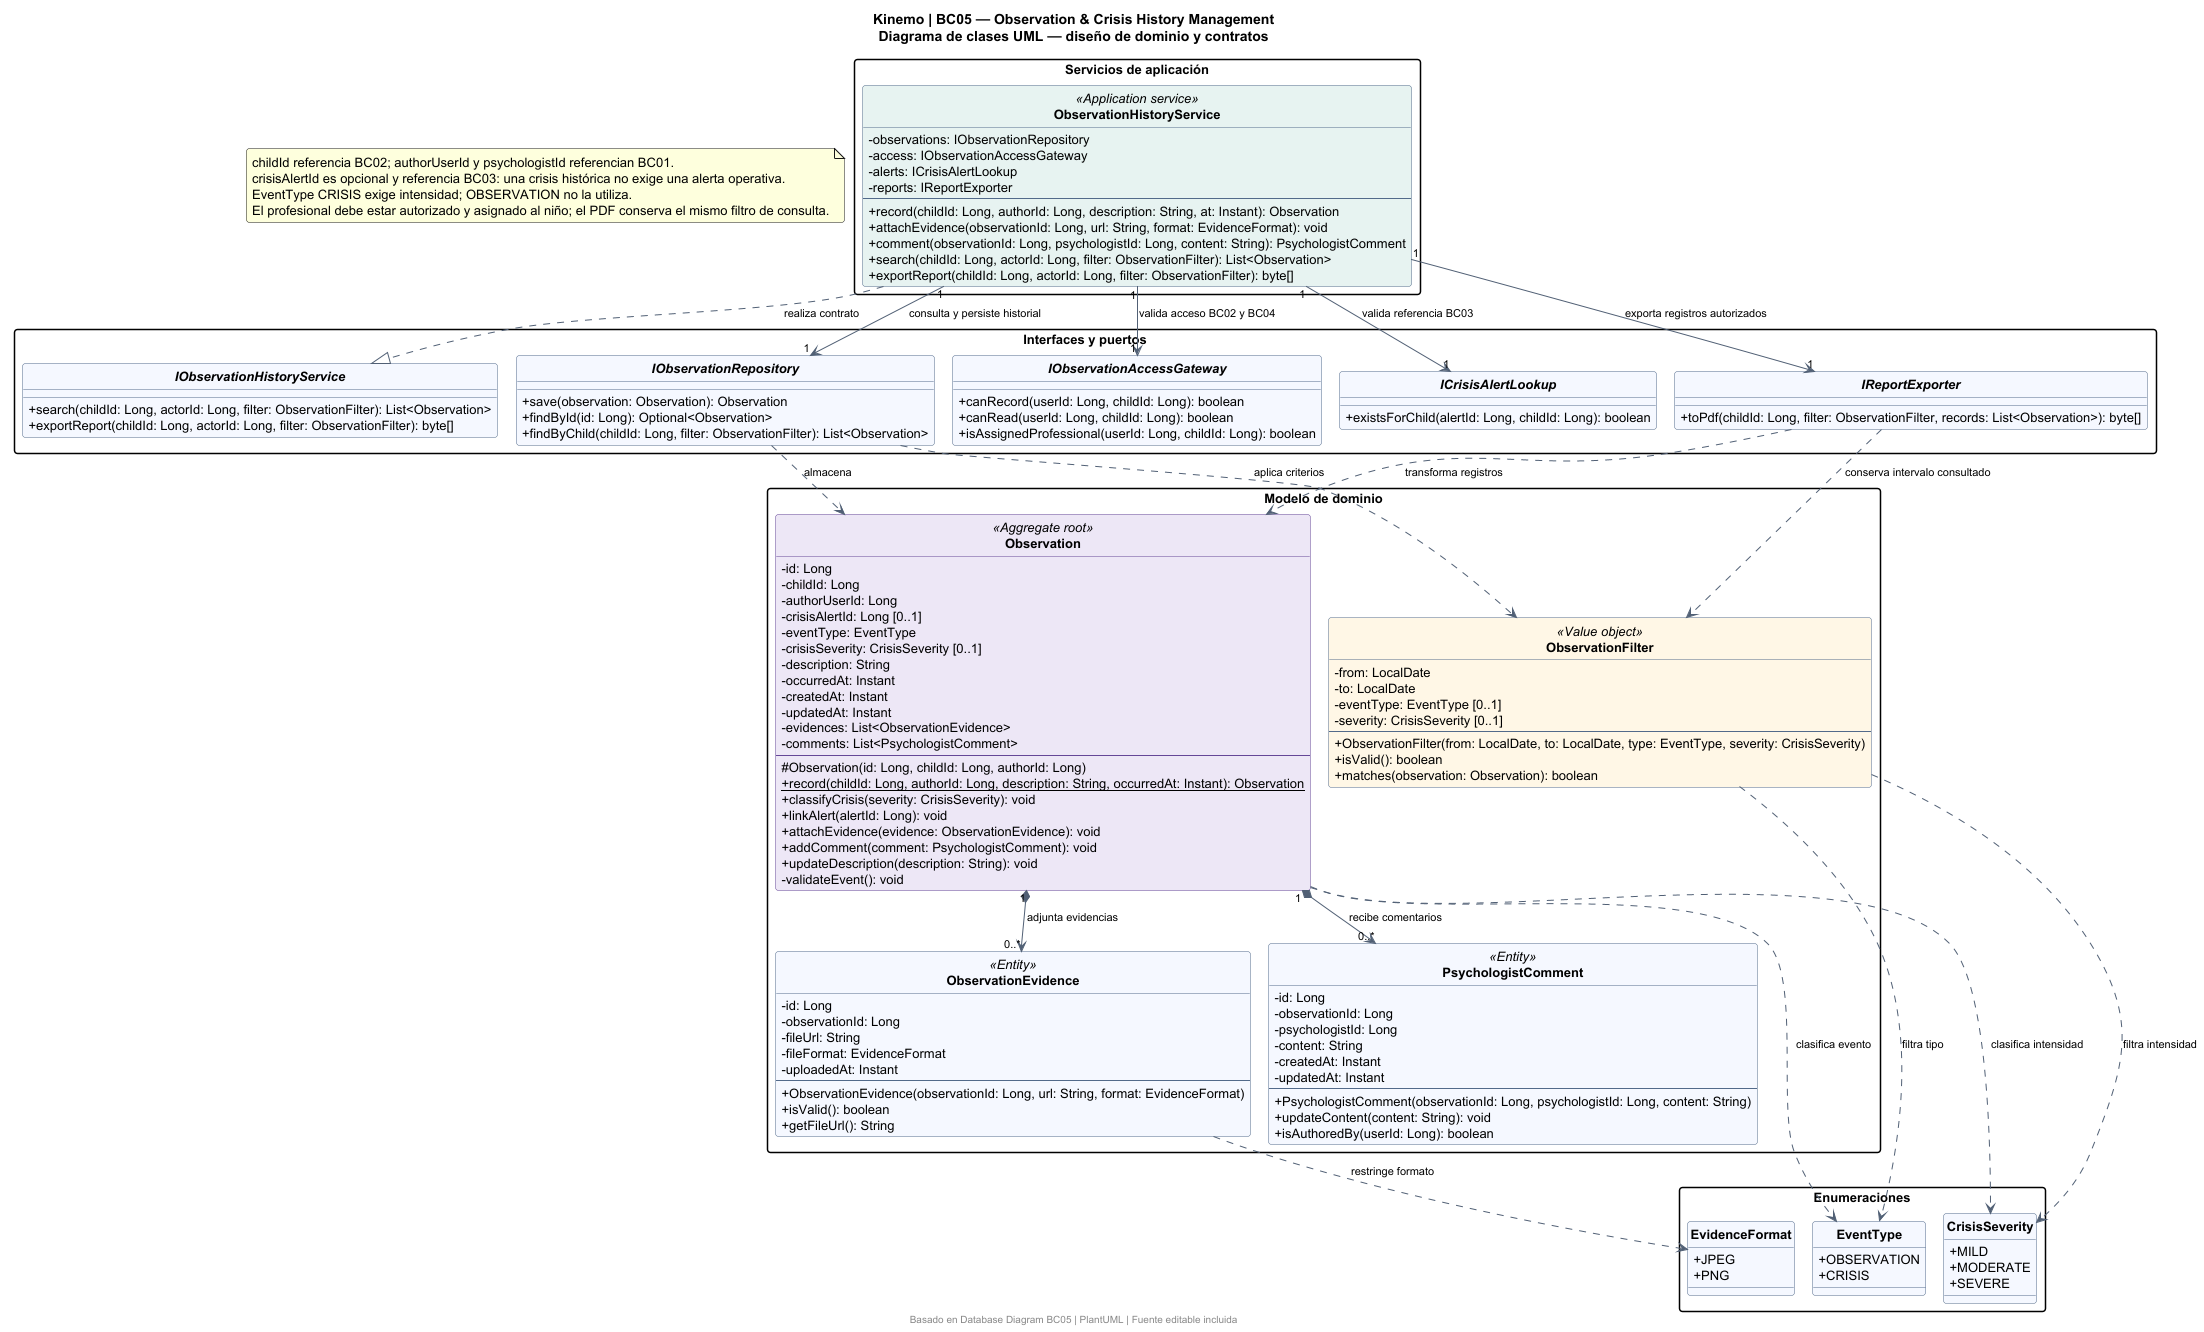 Kinemo | BC05 — Observation & Crisis History Management
Diagrama de clases UML — diseño de dominio y contratos
Servicios de aplicación
«Application service»
ObservationHistoryService
-observations: IObservationRepository
-access: IObservationAccessGateway
-alerts: ICrisisAlertLookup
-reports: IReportExporter
+record(childId: Long, authorId: Long, description: String, at: Instant): Observation
+attachEvidence(observationId: Long, url: String, format: EvidenceFormat): void
+comment(observationId: Long, psychologistId: Long, content: String): PsychologistComment
+search(childId: Long, actorId: Long, filter: ObservationFilter): List<Observation>
+exportReport(childId: Long, actorId: Long, filter: ObservationFilter): byte[]
childId referencia BC02; authorUserId y psychologistId referencian BC01.
crisisAlertId es opcional y referencia BC03: una crisis histórica no exige una alerta operativa.
EventType CRISIS exige intensidad; OBSERVATION no la utiliza.
El profesional debe estar autorizado y asignado al niño; el PDF conserva el mismo filtro de consulta.
1
1
1
1
realiza contrato
consulta y persiste historial
valida acceso BC02 y BC04
valida referencia BC03
exporta registros autorizados
Interfaces y puertos
1
1
1
1
IObservationHistoryService
+search(childId: Long, actorId: Long, filter: ObservationFilter): List<Observation>
+exportReport(childId: Long, actorId: Long, filter: ObservationFilter): byte[]
IObservationRepository
+save(observation: Observation): Observation
+findById(id: Long): Optional<Observation>
+findByChild(childId: Long, filter: ObservationFilter): List<Observation>
IObservationAccessGateway
+canRecord(userId: Long, childId: Long): boolean
+canRead(userId: Long, childId: Long): boolean
+isAssignedProfessional(userId: Long, childId: Long): boolean
ICrisisAlertLookup
+existsForChild(alertId: Long, childId: Long): boolean
IReportExporter
+toPdf(childId: Long, filter: ObservationFilter, records: List<Observation>): byte[]
almacena
aplica criterios
transforma registros
conserva intervalo consultado
Modelo de dominio
«Aggregate root»
Observation
-id: Long
-childId: Long
-authorUserId: Long
-crisisAlertId: Long [0..1]
-eventType: EventType
-crisisSeverity: CrisisSeverity [0..1]
-description: String
-occurredAt: Instant
-createdAt: Instant
-updatedAt: Instant
-evidences: List<ObservationEvidence>
-comments: List<PsychologistComment>
#Observation(id: Long, childId: Long, authorId: Long)
+record(childId: Long, authorId: Long, description: String, occurredAt: Instant): Observation
+classifyCrisis(severity: CrisisSeverity): void
+linkAlert(alertId: Long): void
+attachEvidence(evidence: ObservationEvidence): void
+addComment(comment: PsychologistComment): void
+updateDescription(description: String): void
-validateEvent(): void
«Value object»
ObservationFilter
-from: LocalDate
-to: LocalDate
-eventType: EventType [0..1]
-severity: CrisisSeverity [0..1]
+ObservationFilter(from: LocalDate, to: LocalDate, type: EventType, severity: CrisisSeverity)
+isValid(): boolean
+matches(observation: Observation): boolean
1
1
adjunta evidencias
recibe comentarios
0..*
0..*
«Entity»
ObservationEvidence
-id: Long
-observationId: Long
-fileUrl: String
-fileFormat: EvidenceFormat
-uploadedAt: Instant
+ObservationEvidence(observationId: Long, url: String, format: EvidenceFormat)
+isValid(): boolean
+getFileUrl(): String
«Entity»
PsychologistComment
-id: Long
-observationId: Long
-psychologistId: Long
-content: String
-createdAt: Instant
-updatedAt: Instant
+PsychologistComment(observationId: Long, psychologistId: Long, content: String)
+updateContent(content: String): void
+isAuthoredBy(userId: Long): boolean
clasifica evento
filtra tipo
clasifica intensidad
filtra intensidad
restringe formato
Enumeraciones
EvidenceFormat
+JPEG
+PNG
EventType
+OBSERVATION
+CRISIS
CrisisSeverity
+MILD
+MODERATE
+SEVERE
Basado en Database Diagram BC05 | PlantUML | Fuente editable incluida